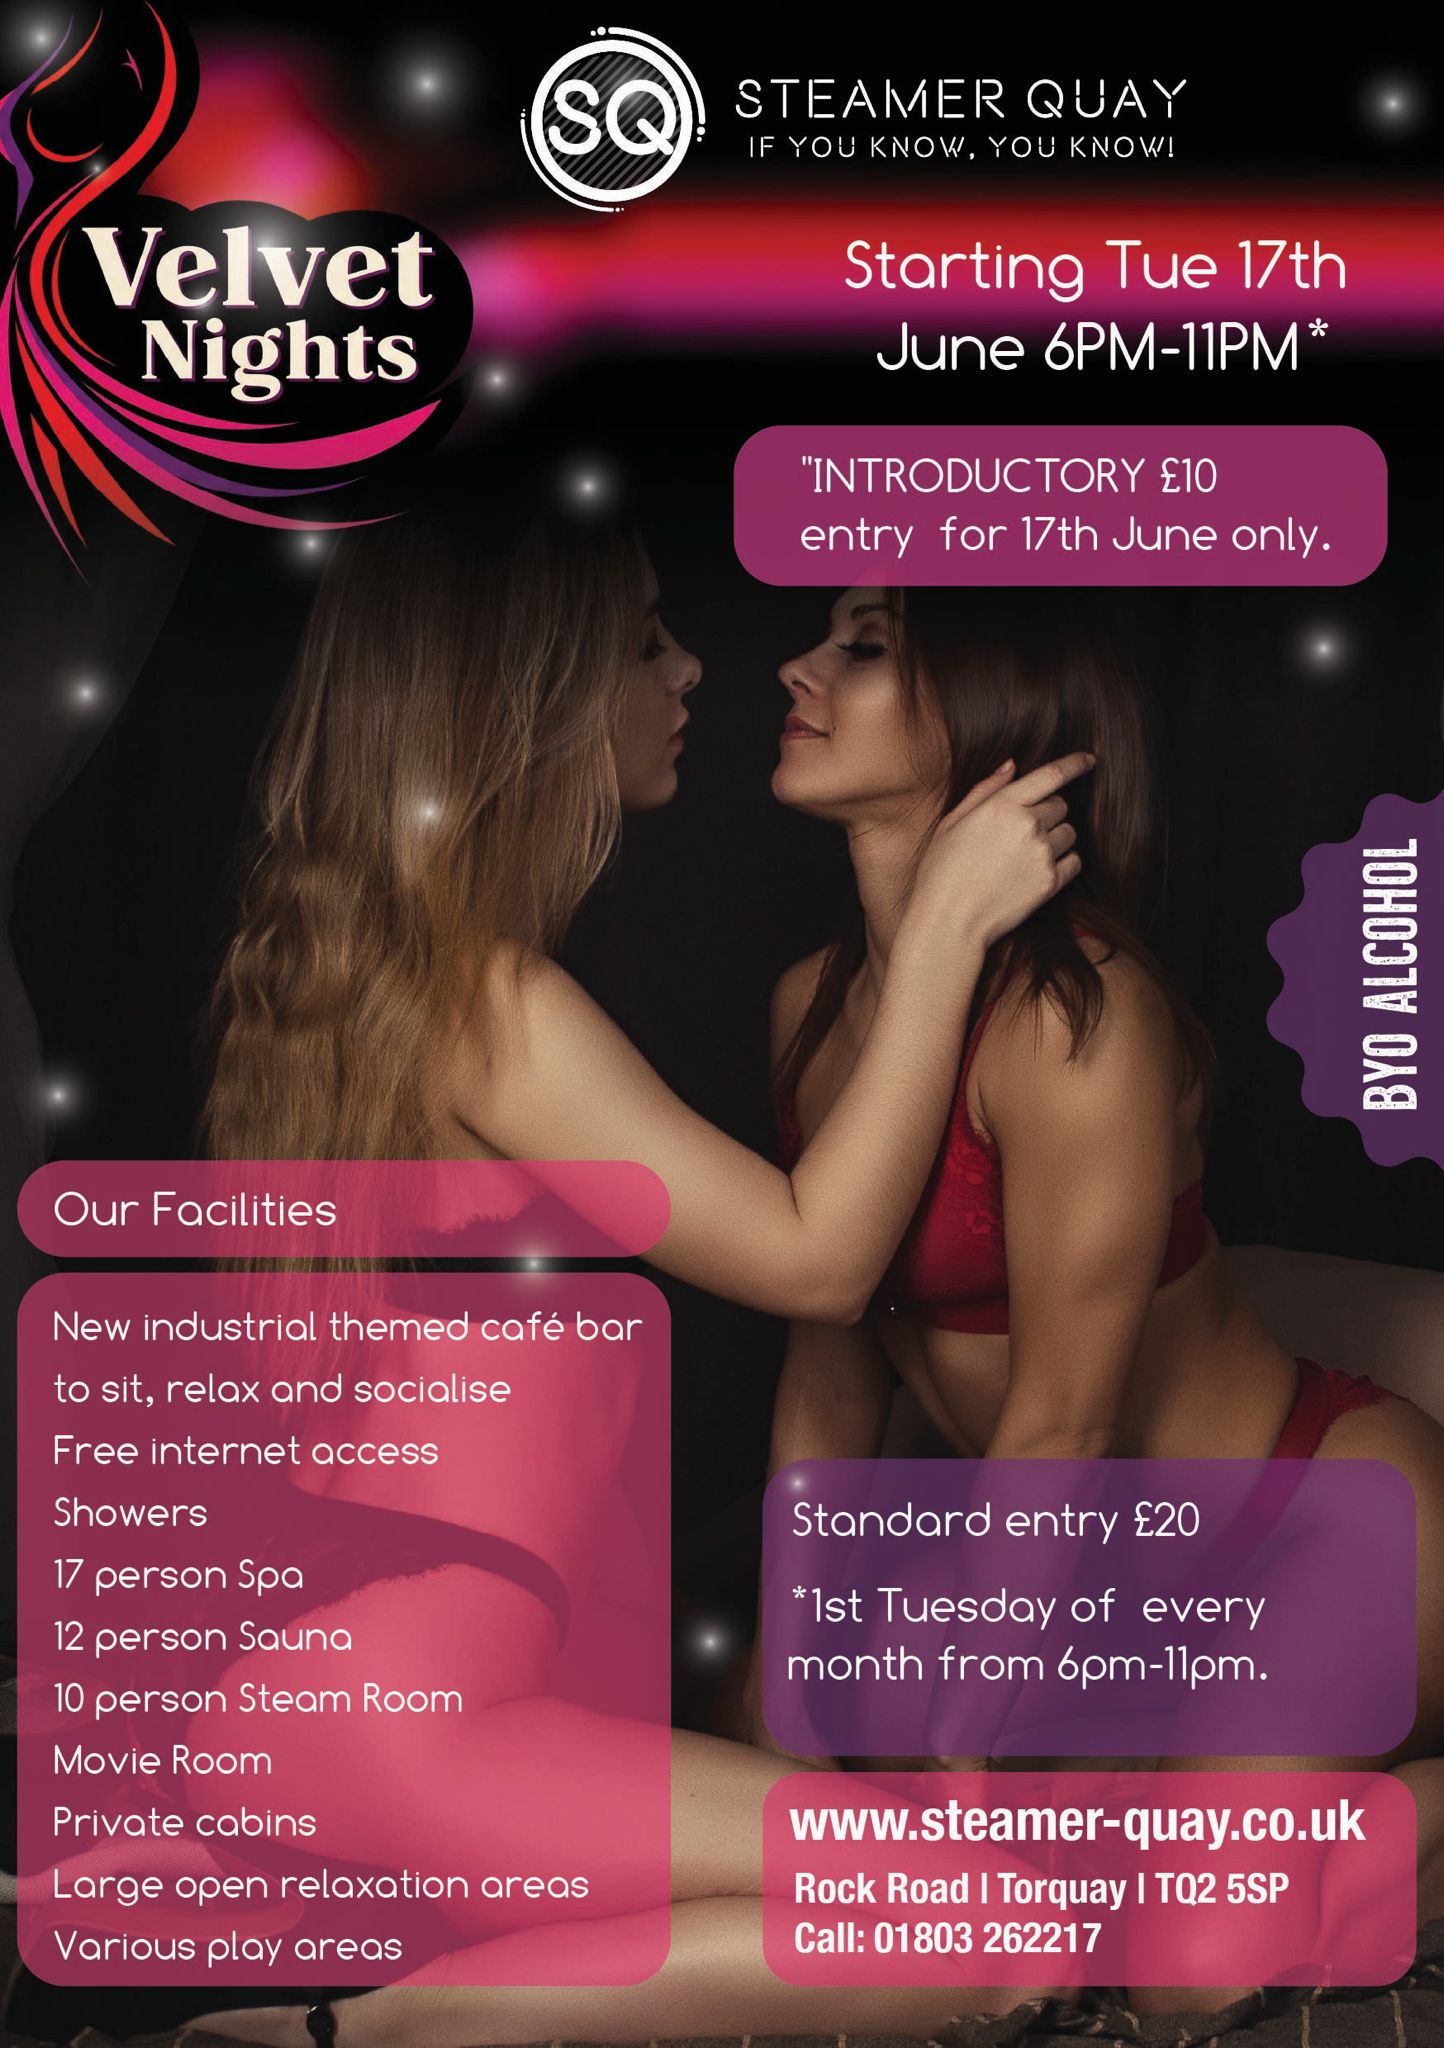 SQ
STEAMER QUAY
IF YOU KNOW, YOU KNOW!
Velvet
Nights
Starting Tue 17th
June 6PM-11PM*
"INTRODUCTORY £10
entry for 17th June only.
BYO ALCOHOL
Our Facilities
New industrial themed café bar
to sit, relax and socialise
Free internet access
Showers
17 person Spa
12 person Sauna
10 person Steam Room
Movie Room
Private cabins
Large open relaxation areas
Various play areas
Standard entry £20
*1st Tuesday of every
month from 6pm-11pm.
www.steamer-quay.co.uk
Rock Road | Torquay | TQ2 5SP
Call: 01803 262217